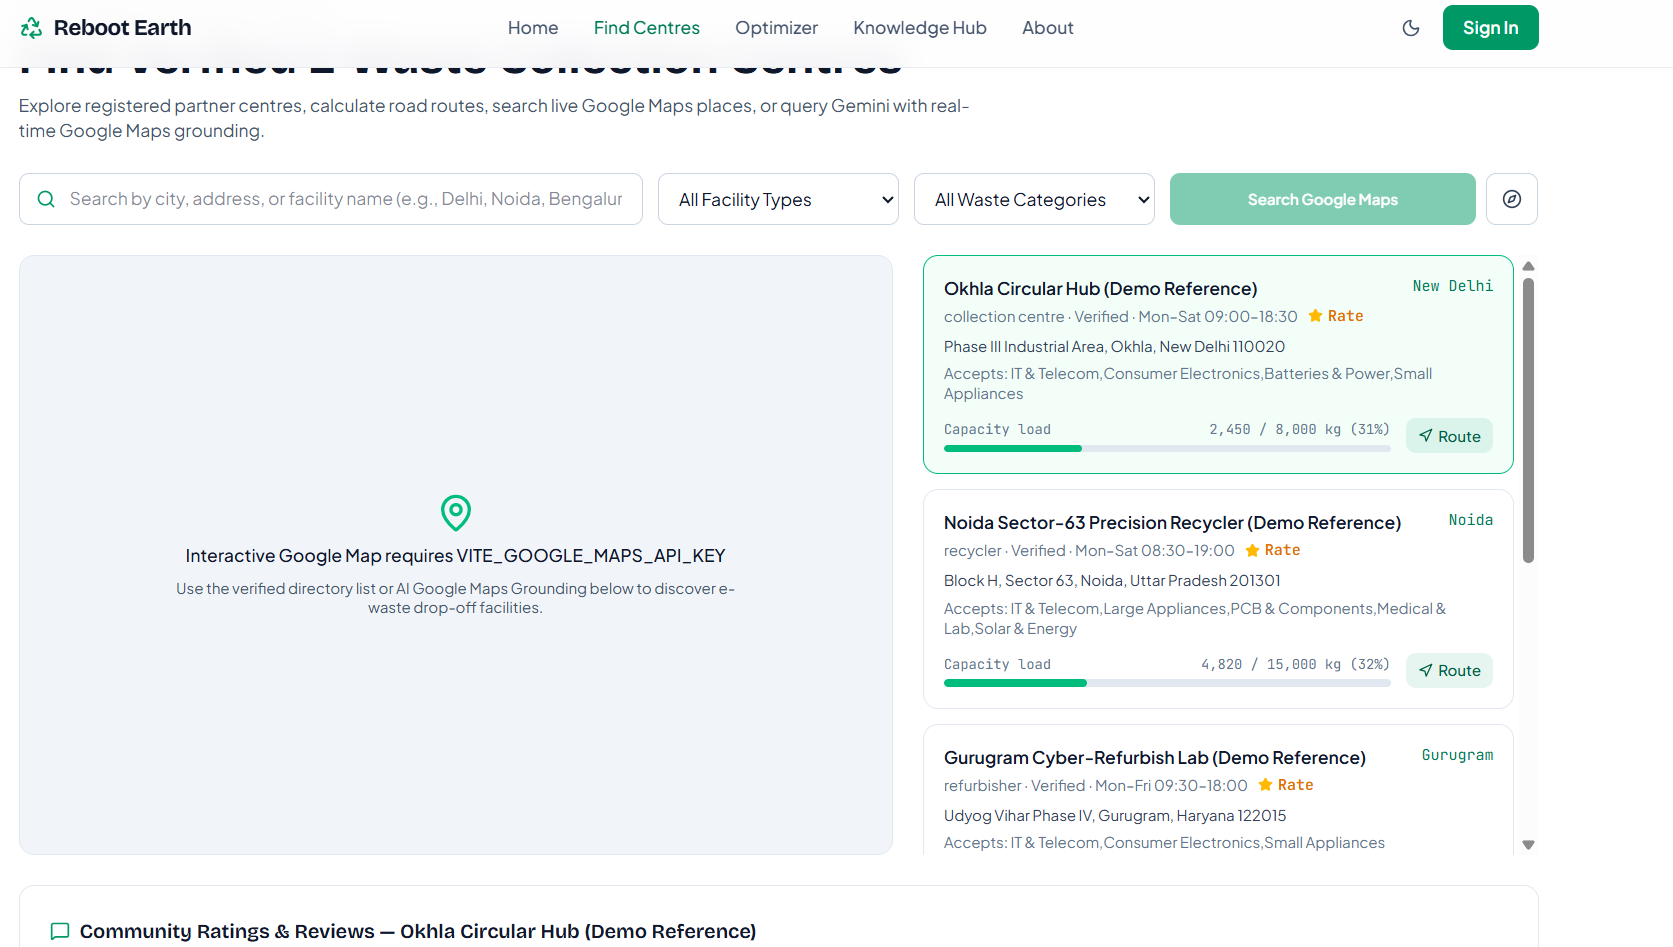 Reboot Earth
Home
Find Centres
Optimizer
Knowledge Hub
About
Sign In
Find Verified E-Waste Collection Centres
Explore registered partner centres, calculate road routes, search live Google Maps places, or query Gemini with real-
time Google Maps grounding.
Search by city, address, or facility name (e.g., Delhi, Noida, Bengalur
All Facility Types
All Waste Categories
Search Google Maps
Interactive Google Map requires VITE_GOOGLE_MAPS_API_KEY
Use the verified directory list or AI Google Maps Grounding below to discover e-
waste drop-off facilities.
Okhla Circular Hub (Demo Reference)
New Delhi
collection centre · Verified · Mon–Sat 09:00–18:30 Rate
Phase III Industrial Area, Okhla, New Delhi 110020
Accepts: IT & Telecom,Consumer Electronics,Batteries & Power,Small
Appliances
Capacity load
2,450 / 8,000 kg (31%)
Route
Noida Sector-63 Precision Recycler (Demo Reference)
Noida
recycler · Verified · Mon–Sat 08:30–19:00 Rate
Block H, Sector 63, Noida, Uttar Pradesh 201301
Accepts: IT & Telecom,Large Appliances,PCB & Components,Medical &
Lab,Solar & Energy
Capacity load
4,820 / 15,000 kg (32%)
Route
Gurugram Cyber-Refurbish Lab (Demo Reference)
Gurugram
refurbisher · Verified · Mon–Fri 09:30–18:00 Rate
Udyog Vihar Phase IV, Gurugram, Haryana 122015
Accepts: IT & Telecom,Consumer Electronics,Small Appliances
Community Ratings & Reviews — Okhla Circular Hub (Demo Reference)